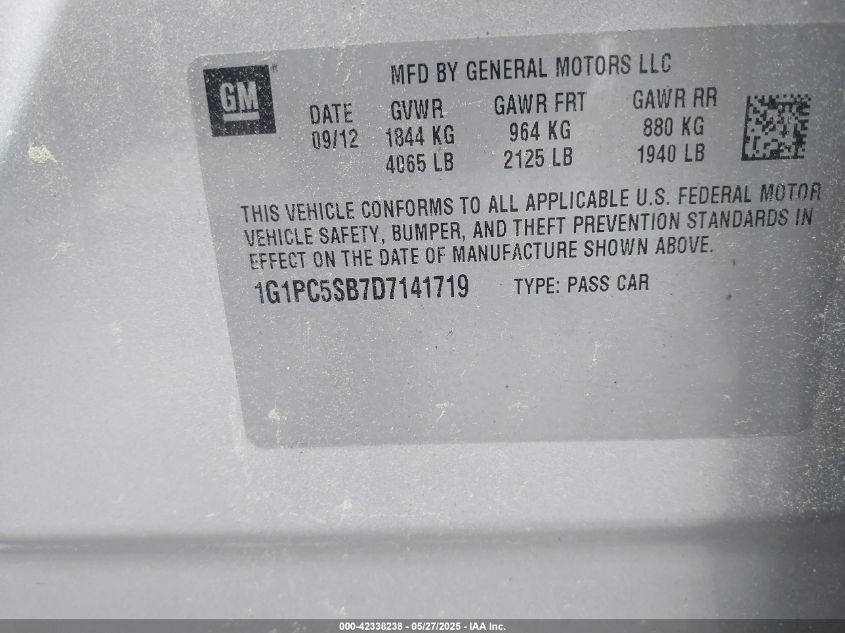 GM
MFD BY GENERAL MOTORS LLC
DATE GVWR GAWR FRT GAWR RR
09/12 1844 KG 964 KG 880 KG
4065 LB 2125 LB 1940 LB
THIS VEHICLE CONFORMS TO ALL APPLICABLE U.S. FEDERAL MOTOR
VEHICLE SAFETY, BUMPER, AND THEFT PREVENTION STANDARDS IN
EFFECT ON THE DATE OF MANUFACTURE SHOWN ABOVE.
1G1PC5SB7D7141719 TYPE: PASS CAR
000-42338238 - 05/27/2025 - IAA Inc.